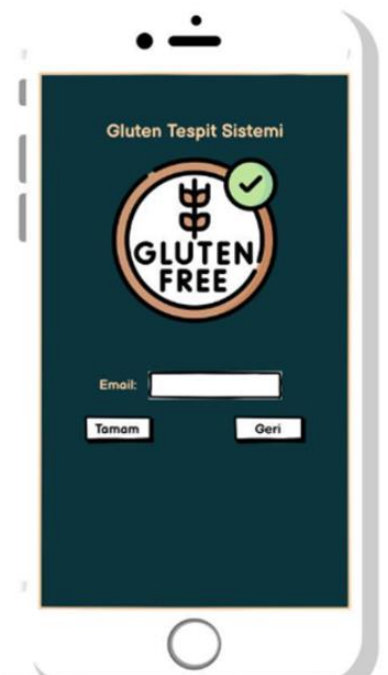 Gluten Tespit Sistemi
GLUTEN
FREE
Email:
Tamam Geri